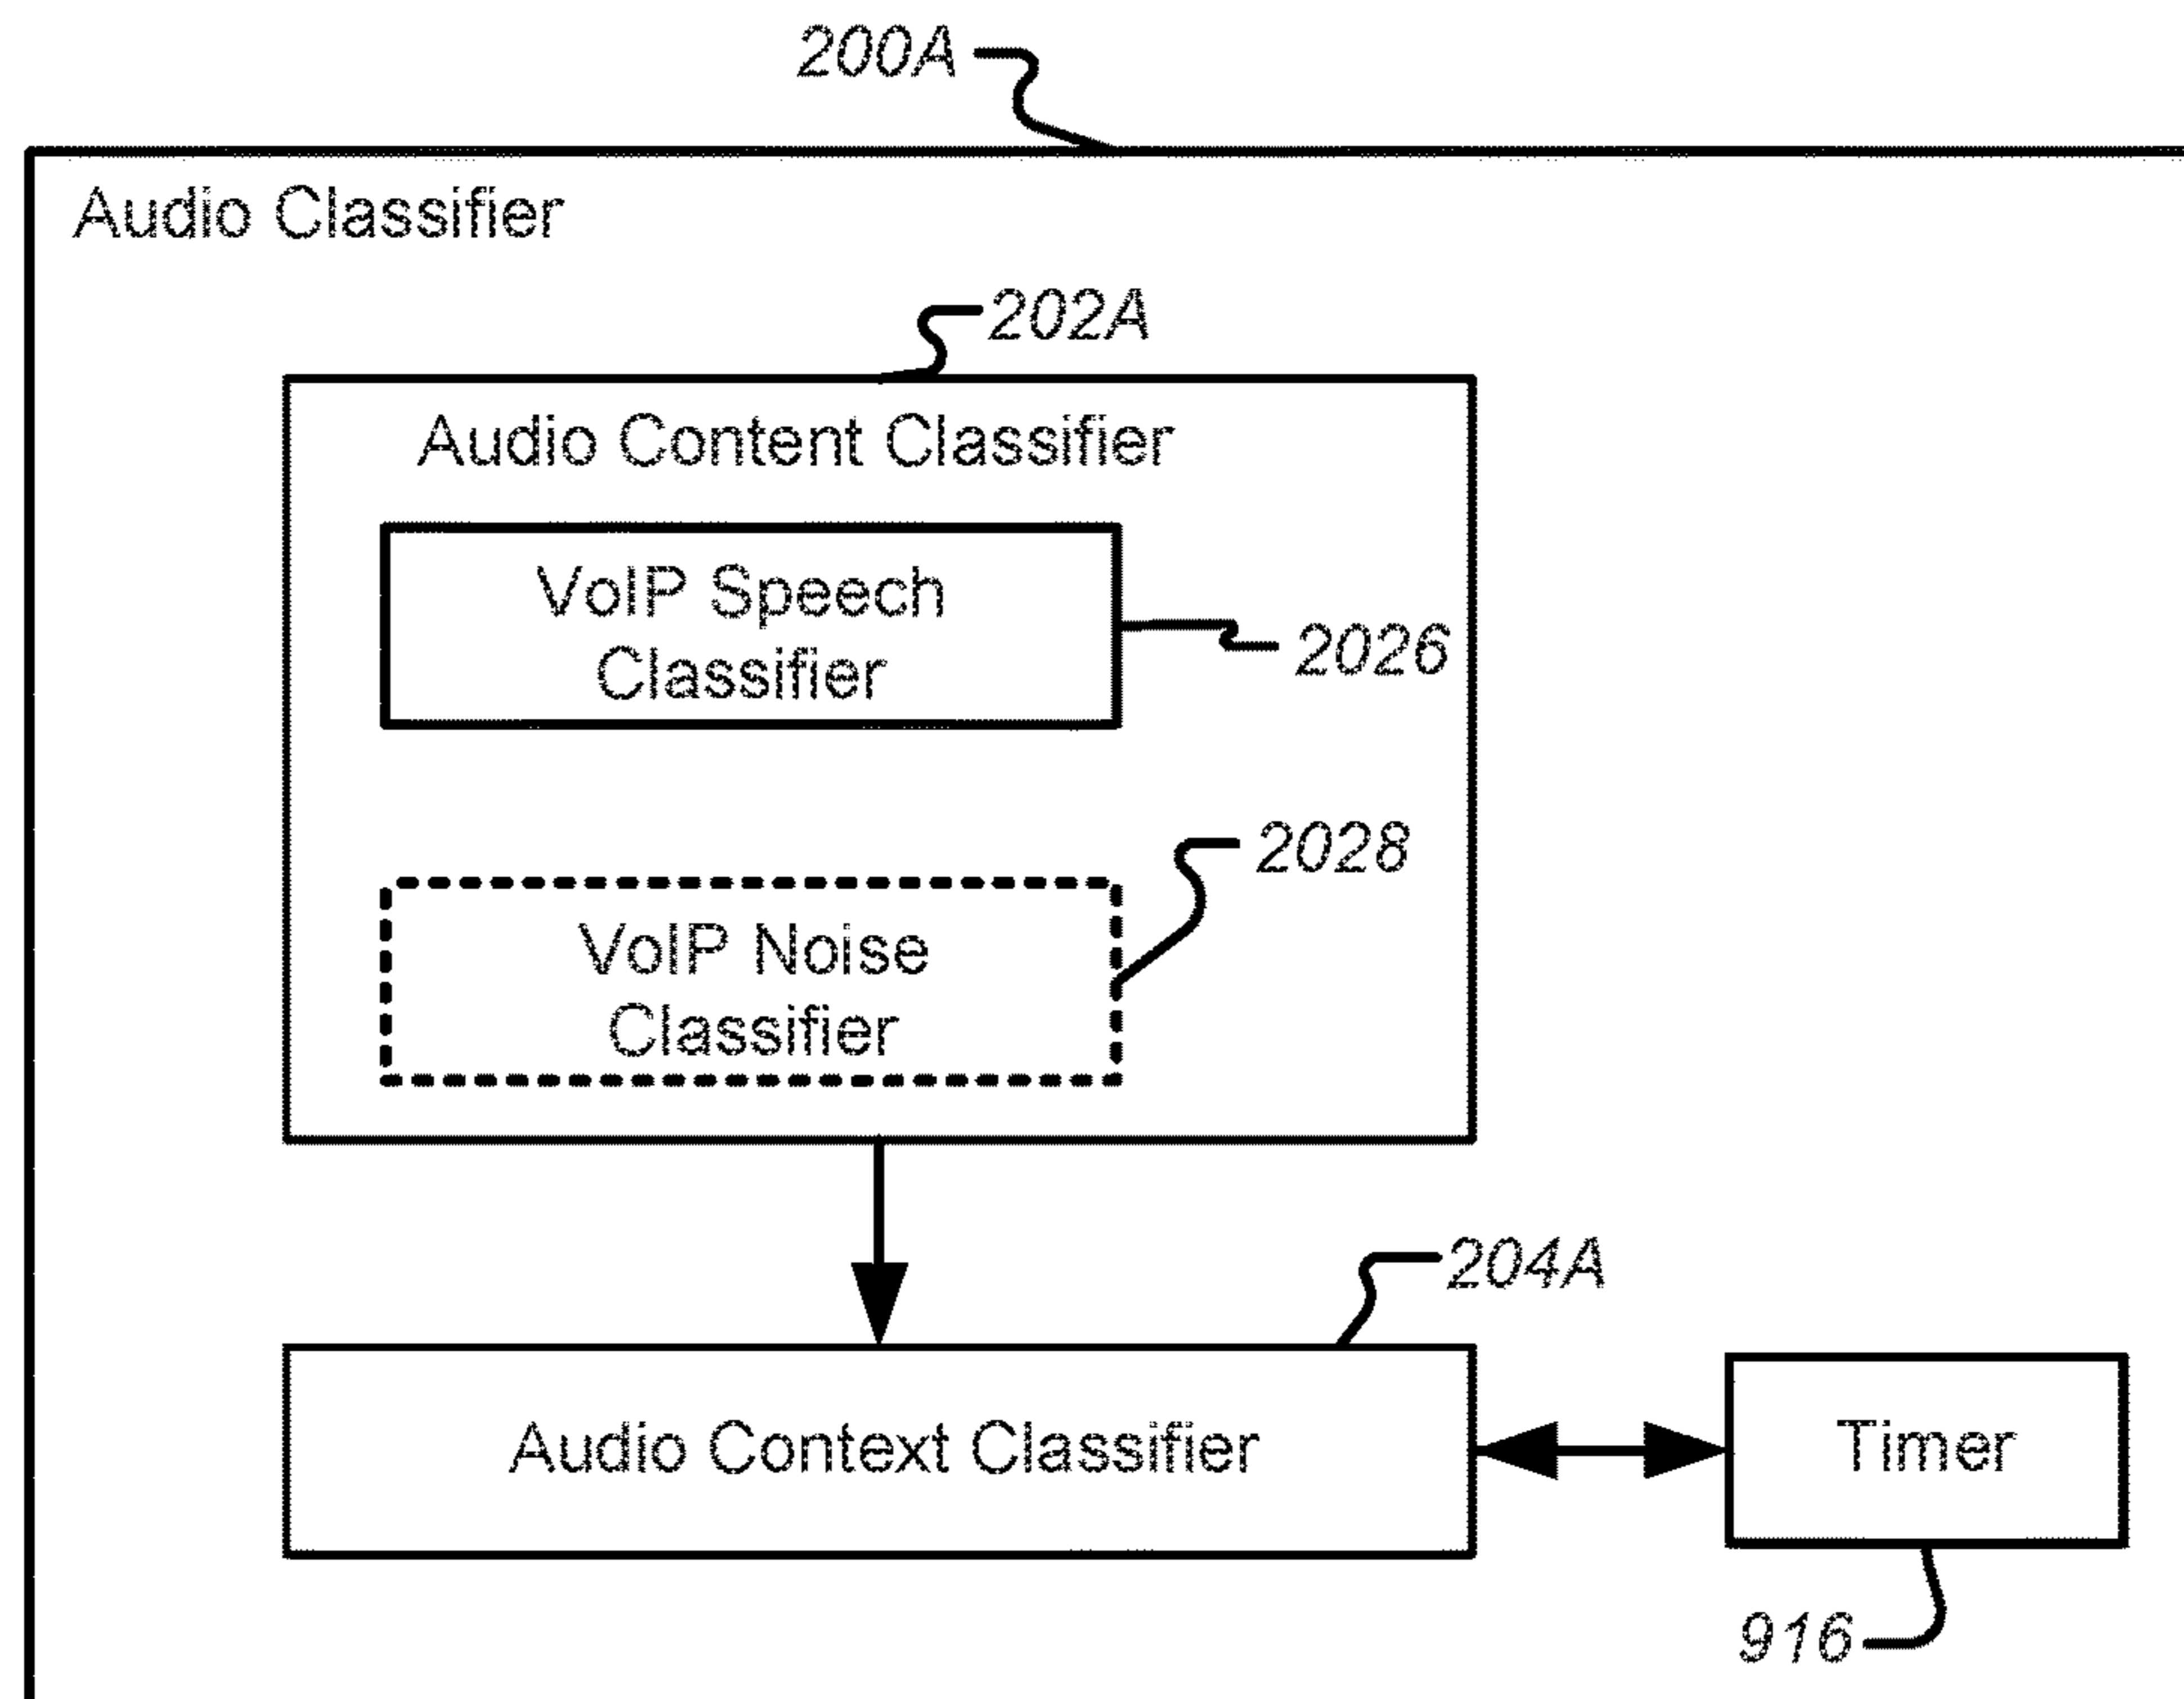 200A
Audio Classifier
202A
Audio Content Classifier
VoIP Speech
Classifier
2026
2028
VoIP Noise
Classifier
204A
Audio Context Classifier
Timer
916